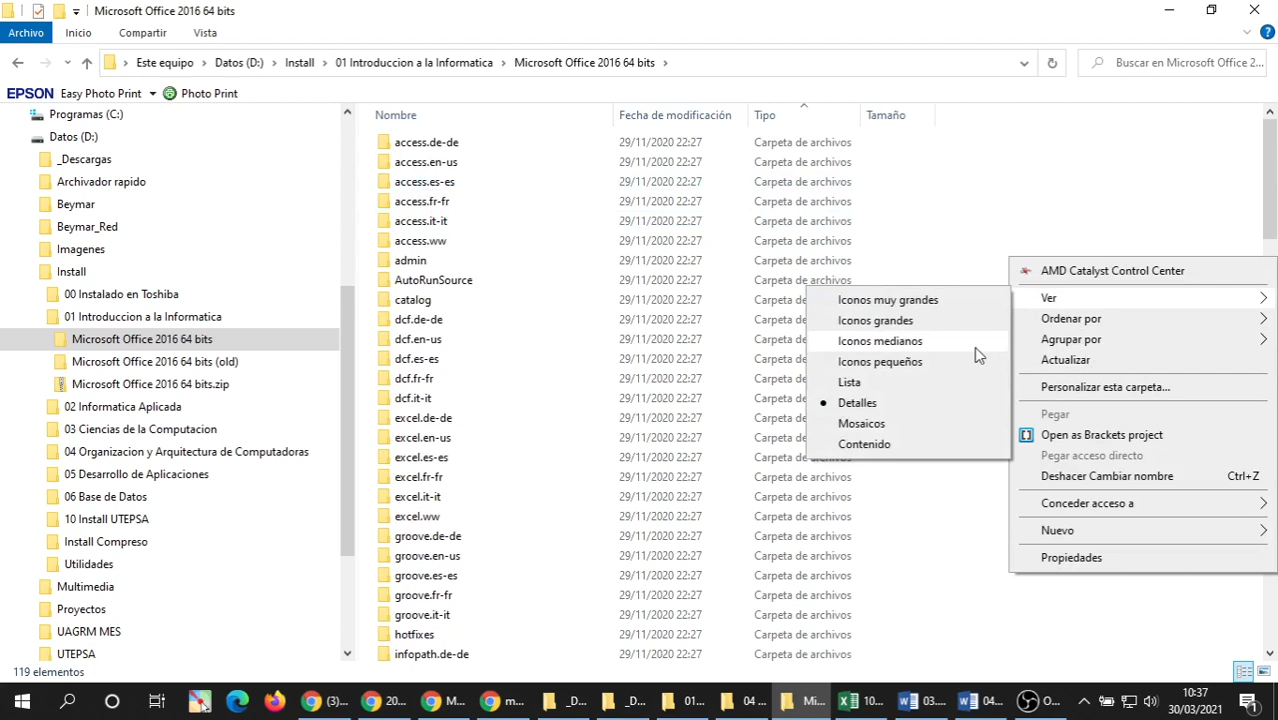 Microsoft Office 2016 64 bits
Archivo Inicio Compartir Vista
Este equipo Datos (D:) Install 01 Introduccion a la Informatica Microsoft Office 2016 64 bits
Buscar en Microsoft Office 2...
EPSON Easy Photo Print Photo Print
Programas (C:)
Datos (D:)
_Descargas
Archivador rapido
Beymar
Beymar_Red
Imagenes
Install
00 Instalado en Toshiba
01 Introduccion a la Informatica
Microsoft Office 2016 64 bits
Microsoft Office 2016 64 bits (old)
Microsoft Office 2016 64 bits.zip
02 Informatica Aplicada
03 Ciencias de la Computacion
04 Organizacion y Arquitectura de Computadoras
05 Desarrollo de Aplicaciones
06 Base de Datos
10 Install UTEPSA
Install Compreso
Utilidades
Multimedia
Proyectos
UAGRM MES
UTEPSA
Nombre Fecha de modificación Tipo Tamaño
access.de-de 29/11/2020 22:27 Carpeta de archivos
access.en-us 29/11/2020 22:27 Carpeta de archivos
access.es-es 29/11/2020 22:27 Carpeta de archivos
access.fr-fr 29/11/2020 22:27 Carpeta de archivos
access.it-it 29/11/2020 22:27 Carpeta de archivos
access.ww 29/11/2020 22:27 Carpeta de archivos
admin 29/11/2020 22:27 Carpeta de archivos
AutoRunSource 29/11/2020 22:27 Carpeta de archivos
catalog 29/11/2020 22:27
dcf.de-de 29/11/2020 22:27
dcf.en-us 29/11/2020 22:27
dcf.es-es 29/11/2020 22:27
dcf.fr-fr 29/11/2020 22:27
dcf.it-it 29/11/2020 22:27
excel.de-de 29/11/2020 22:27
excel.en-us 29/11/2020 22:27
excel.es-es 29/11/2020 22:27 Carpeta de archivos
excel.fr-fr 29/11/2020 22:27 Carpeta de archivos
excel.it-it 29/11/2020 22:27 Carpeta de archivos
excel.ww 29/11/2020 22:27 Carpeta de archivos
groove.de-de 29/11/2020 22:27 Carpeta de archivos
groove.en-us 29/11/2020 22:27 Carpeta de archivos
groove.es-es 29/11/2020 22:27 Carpeta de archivos
groove.fr-fr 29/11/2020 22:27 Carpeta de archivos
groove.it-it 29/11/2020 22:27 Carpeta de archivos
hotfixes 29/11/2020 22:27 Carpeta de archivos
infopath.de-de 29/11/2020 22:27 Carpeta de archivos
Iconos muy grandes
Iconos grandes
Iconos medianos
Iconos pequeños
Lista
Detalles
Mosaicos
Contenido
AMD Catalyst Control Center
Ver
Ordenar por
Agrupar por
Actualizar
Personalizar esta carpeta...
Pegar
Open as Brackets project
Pegar acceso directo
Deshacer Cambiar nombre Ctrl+Z
Conceder acceso a
Nuevo
Propiedades
119 elementos
(3)... 20... M... m... _D... _D... 01... 04 ... Mi... 10... 03.... 04... O...
10:37
30/03/2021
1